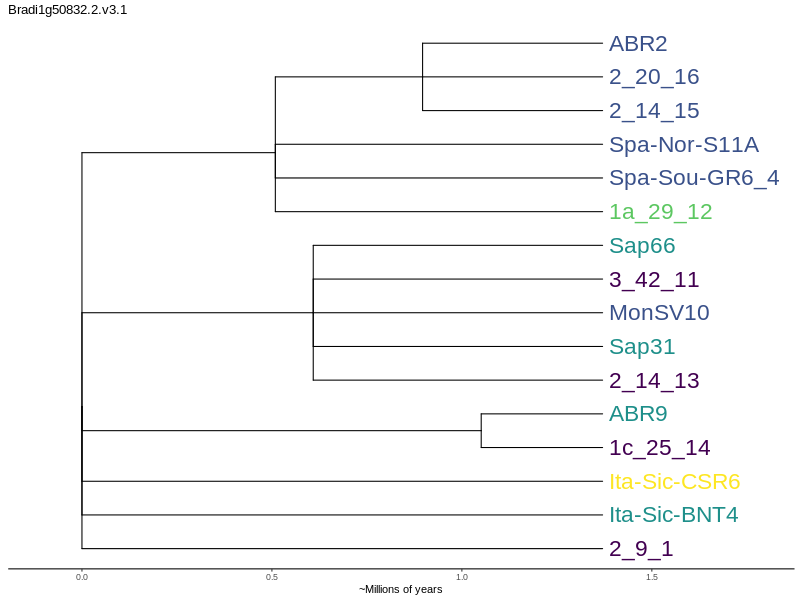 Bradi1g50832.2.v3.1
ABR2
2_20_16
2_14_15
Spa-Nor-S11A
Spa-Sou-GR6_4
1a_29_12
Sap66
3_42_11
MonSV10
Sap31
2_14_13
ABR9
1c_25_14
Ita-Sic-CSR6
Ita-Sic-BNT4
2_9_1
0.0 0.5 1.0 1.5
~Millions of years